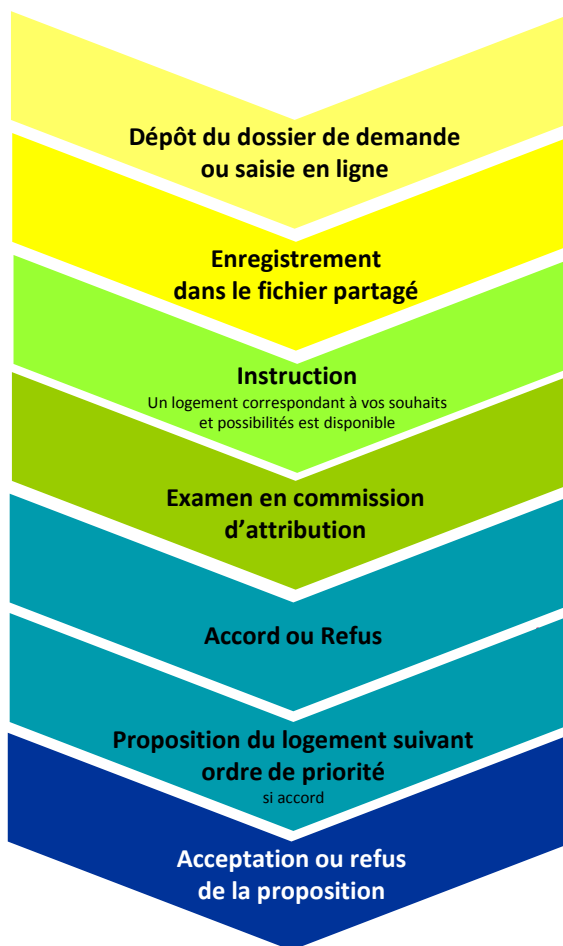 Dépôt du dossier de demande
ou saisie en ligne
Enregistrement
dans le fichier partagé
Instruction
Un logement correspondant à vos souhaits
et possibilités est disponible
Examen en commission
d’attribution
Accord ou Refus
Proposition du logement suivant
ordre de priorité
si accord
Acceptation ou refus
de la proposition